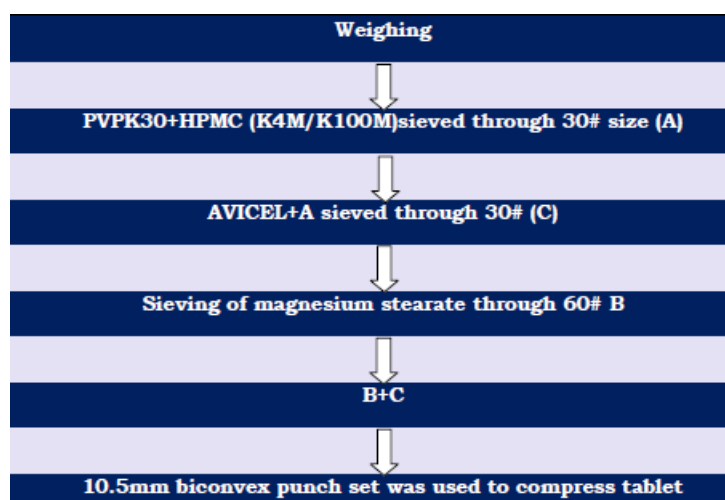 Weighing
PVPK30+HPMC (K4M/K100M)sieved through 30# size (A)
AVICEL+A sieved through 30# (C)
Sieving of magnesium stearate through 60# B
B+C
10.5mm biconvex punch set was used to compress tablet